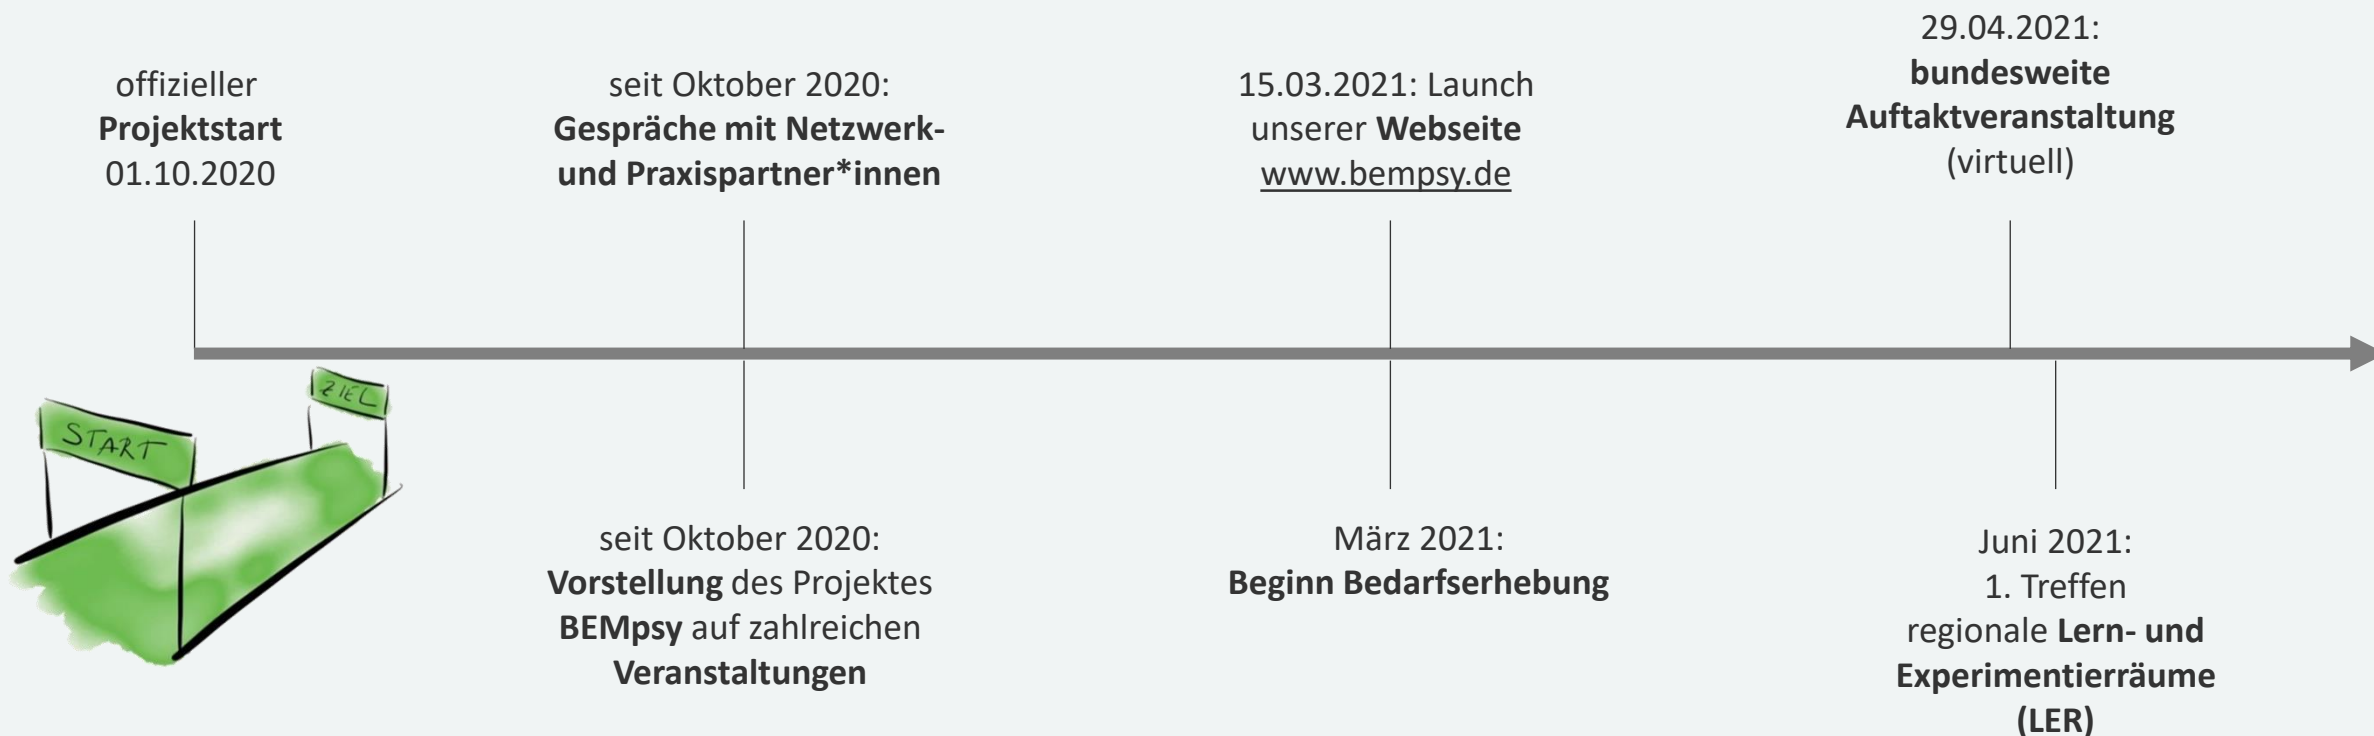 offizieller
Projektstart
01.10.2020
seit Oktober 2020:
Gespräche mit Netzwerk-
und Praxispartner*innen
15.03.2021: Launch
unserer Webseite
www.bempsy.de
29.04.2021:
bundesweite
Auftaktveranstaltung
(virtuell)
START
ZIEL
seit Oktober 2020:
Vorstellung des Projektes
BEMpsy auf zahlreichen
Veranstaltungen
März 2021:
Beginn Bedarfserhebung
Juni 2021:
1. Treffen
regionale Lern- und
Experimentierräume
(LER)